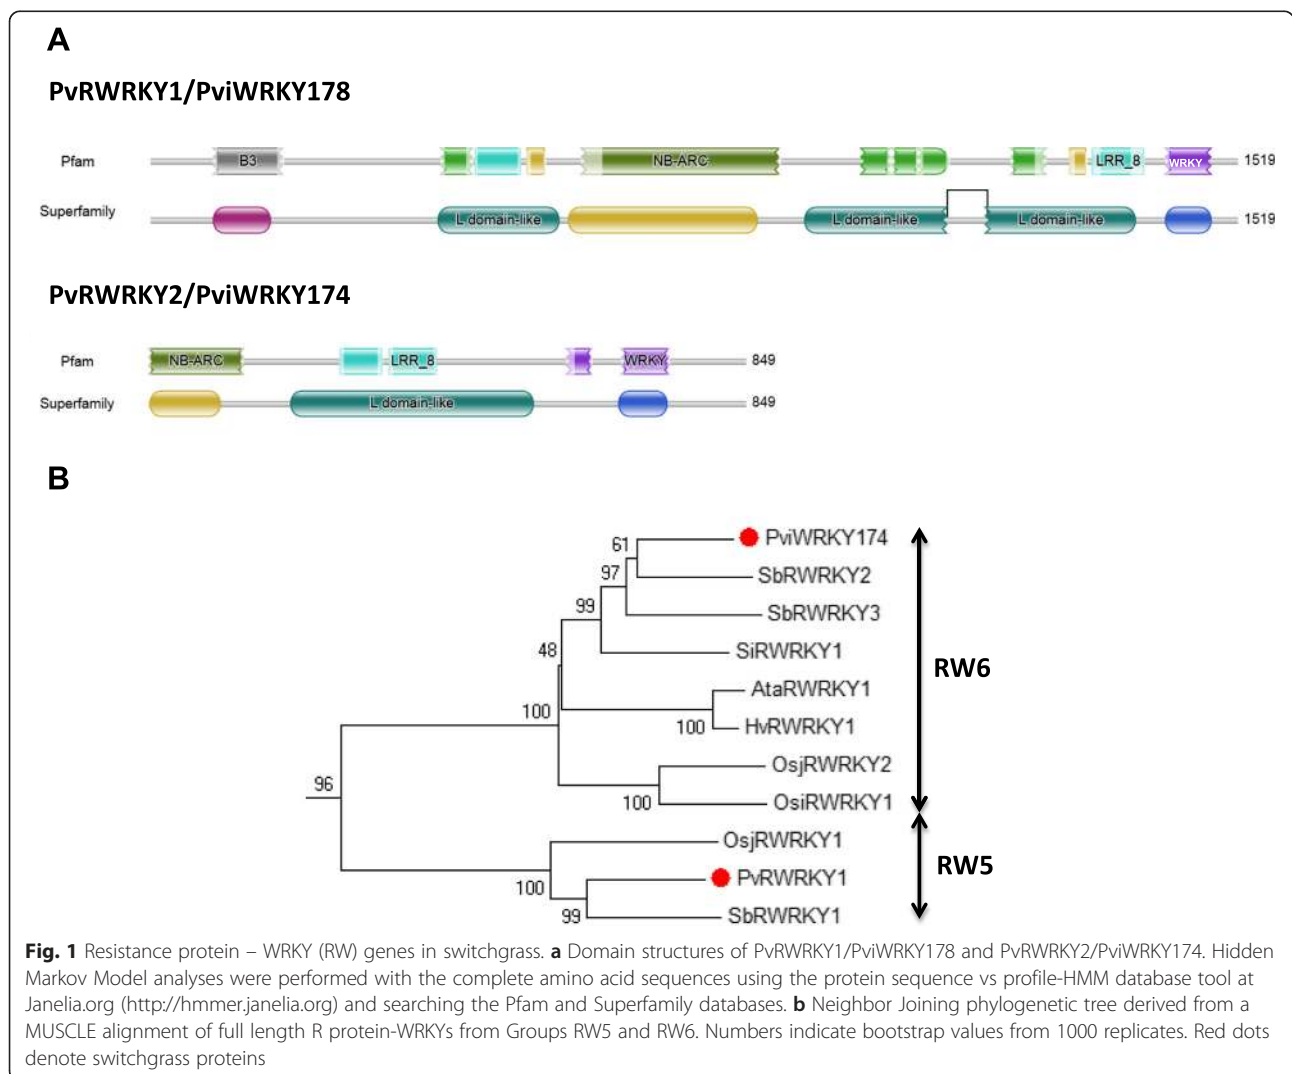 A
PvRWRKY1/PviWRKY178
Pfam B3 NB-ARC LRR_8 WRKY 1519
Superfamily L domain-like L domain-like L domain-like 1519
PvRWRKY2/PviWRKY174
Pfam NB-ARC LRR_8 WRKY 849
Superfamily L domain-like 849
B
61 PviWRKY174
97 SbRWRKY2
99 SbRWRKY3
48 SiRWRKY1
RW6
100 AtaRWRKY1
100 HvRWRKY1
OsjRWRKY2
96 100 OsiRWRKY1
OsjRWRKY1
RW5
100 PvRWRKY1
99 SbRWRKY1
Fig. 1 Resistance protein – WRKY (RW) genes in switchgrass. a Domain structures of PvRWRKY1/PviWRKY178 and PvRWRKY2/PviWRKY174. Hidden
Markov Model analyses were performed with the complete amino acid sequences using the protein sequence vs profile-HMM database tool at
Janelia.org (http://hmmer.janelia.org) and searching the Pfam and Superfamily databases. b Neighbor Joining phylogenetic tree derived from a
MUSCLE alignment of full length R protein-WRKYs from Groups RW5 and RW6. Numbers indicate bootstrap values from 1000 replicates. Red dots
denote switchgrass proteins